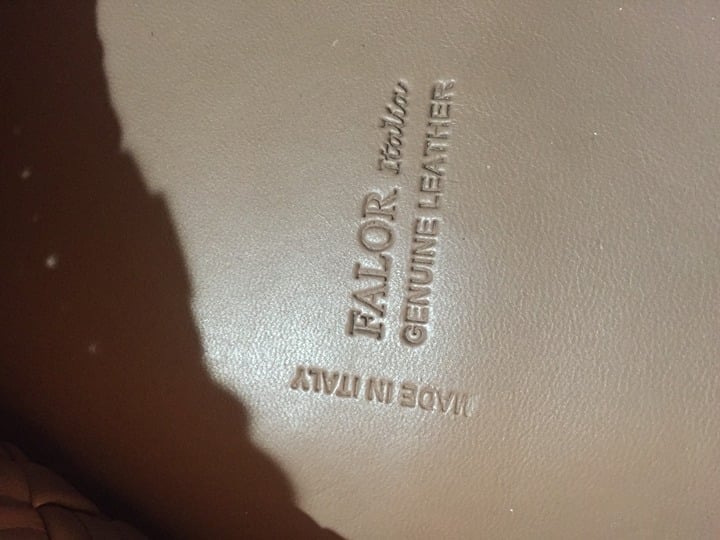 FALOR Italia
GENUINE LEATHER
MADE IN ITALY